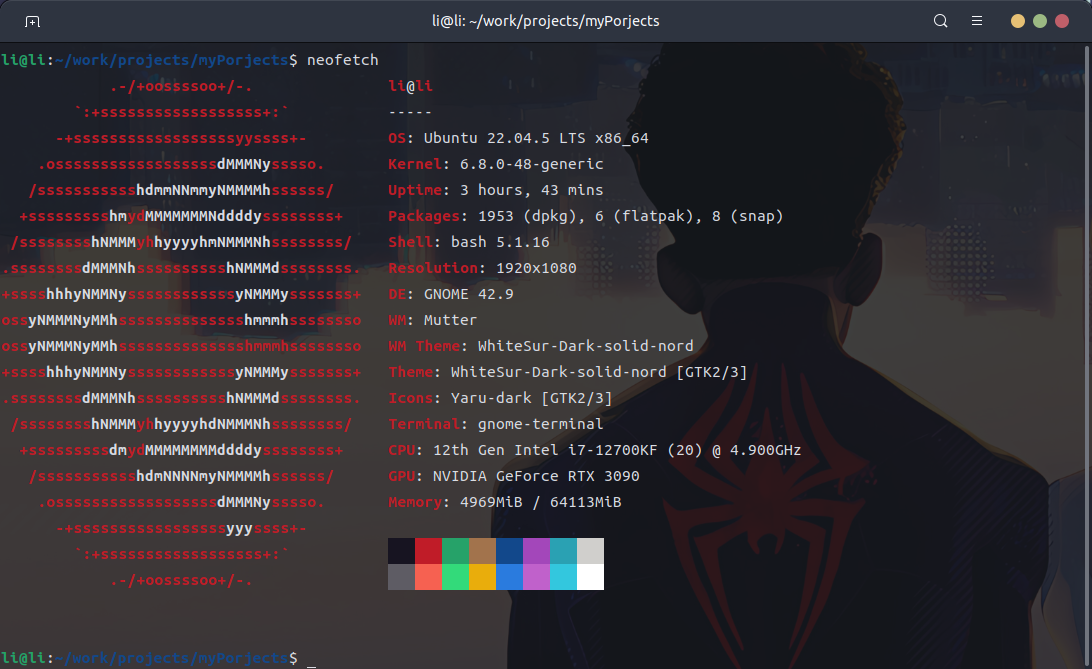 li@li: ~/work/projects/myPorjects
li@li:~/work/projects/myPorjects$ neofetch
.-/+oossssoo+/-.
`:+ssssssssssssssssss+:`
-+ssssssssssssssssssyyssss+-
.ossssssssssssssssssdMMMNysssso.
/ssssssssssshdmmNNmmyNMMMMhssssss/
+ssssssssshmydMMMMMMMNddddyssssssss+
/sssssssshNMMMyhhyyyyhmNMMMNhssssssss/
.ssssssssdMMMNhsssssssssshNMMMdssssssss.
+sssshhhyNMMNyssssssssssssyNMMMysssssss+
ossyNMMMNyMMhsssssssssssssshmmmhssssssso
ossyNMMMNyMMhsssssssssssssshmmmhssssssso
+sssshhhyNMMNyssssssssssssyNMMMysssssss+
.ssssssssdMMMNhsssssssssshNMMMdssssssss.
/sssssssshNMMMyhhyyyyhdNMMMNhssssssss/
+sssssssssdmydMMMMMMMMddddyssssssss+
/ssssssssssshdmNNNNmyNMMMMhssssss/
.ossssssssssssssssssdMMMNysssso.
-+sssssssssssssssssyyyssss+-
`:+ssssssssssssssssss+:`
.-/+oossssoo+/-.
li@li
-----
OS: Ubuntu 22.04.5 LTS x86_64
Kernel: 6.8.0-48-generic
Uptime: 3 hours, 43 mins
Packages: 1953 (dpkg), 6 (flatpak), 8 (snap)
Shell: bash 5.1.16
Resolution: 1920x1080
DE: GNOME 42.9
WM: Mutter
WM Theme: WhiteSur-Dark-solid-nord
Theme: WhiteSur-Dark-solid-nord [GTK2/3]
Icons: Yaru-dark [GTK2/3]
Terminal: gnome-terminal
CPU: 12th Gen Intel i7-12700KF (20) @ 4.900GHz
GPU: NVIDIA GeForce RTX 3090
Memory: 4969MiB / 64113MiB
li@li:~/work/projects/myPorjects$ _